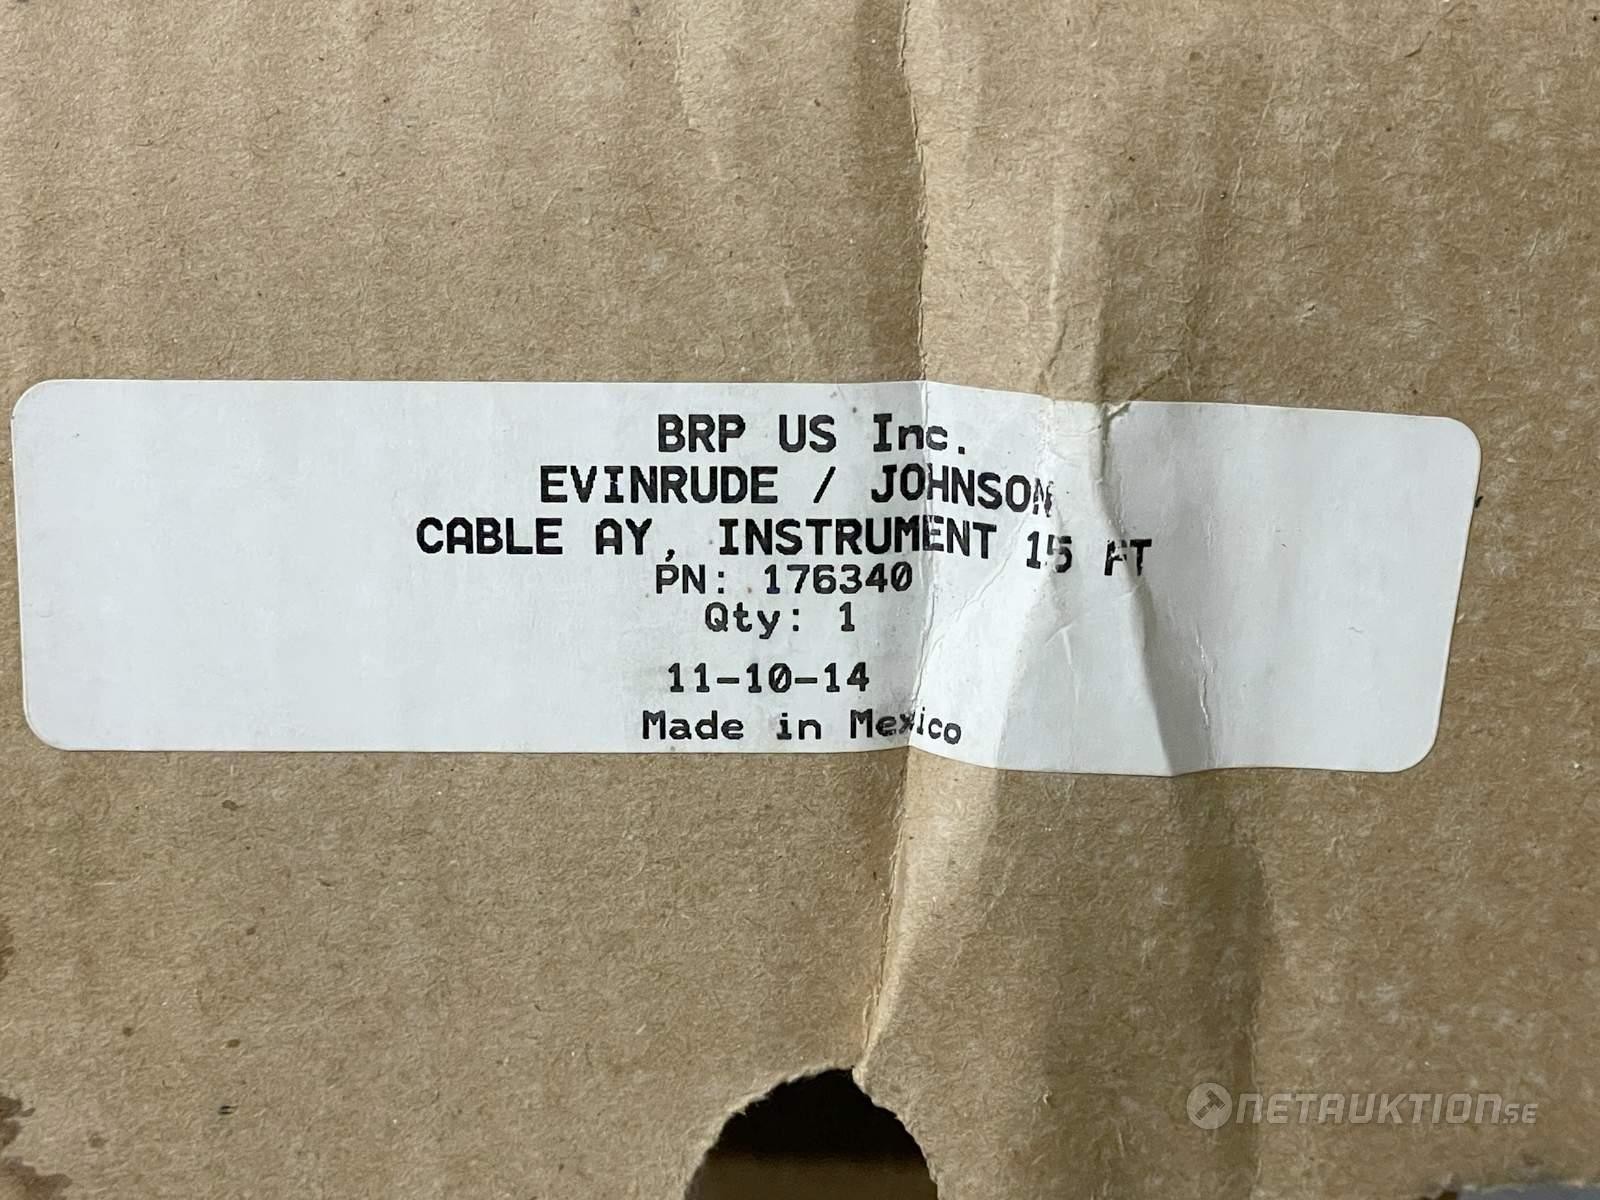 BRP US Inc.
EVINRUDE / JOHNSON
CABLE AY, INSTRUMENT 15 FT
PN: 176340
Qty: 1
11-10-14
Made in Mexico
NETAUKTION.SE